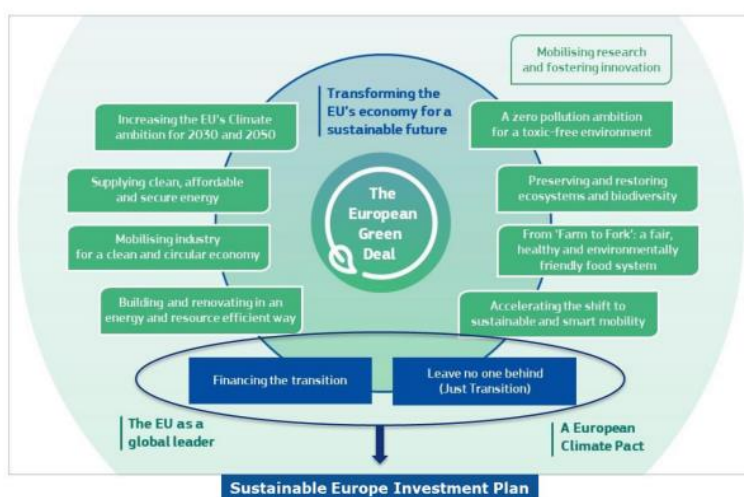 Mobilising research
and fostering innovation
Transforming the
EU's economy for a
sustainable future
Increasing the EU's Climate
ambition for 2030 and 2050
A zero pollution ambition
for a toxic-free environment
Supplying clean, affordable
and secure energy
The
European
Green
Deal
Preserving and restoring
ecosystems and biodiversity
Mobilising industry
for a clean and circular economy
From 'Farm to Fork': a fair,
healthy and environmentally
friendly food system
Building and renovating in an
energy and resource efficient way
Accelerating the shift to
sustainable and smart mobility
Financing the transition
Leave no one behind
(Just Transition)
The EU as a
global leader
A European
Climate Pact
Sustainable Europe Investment Plan